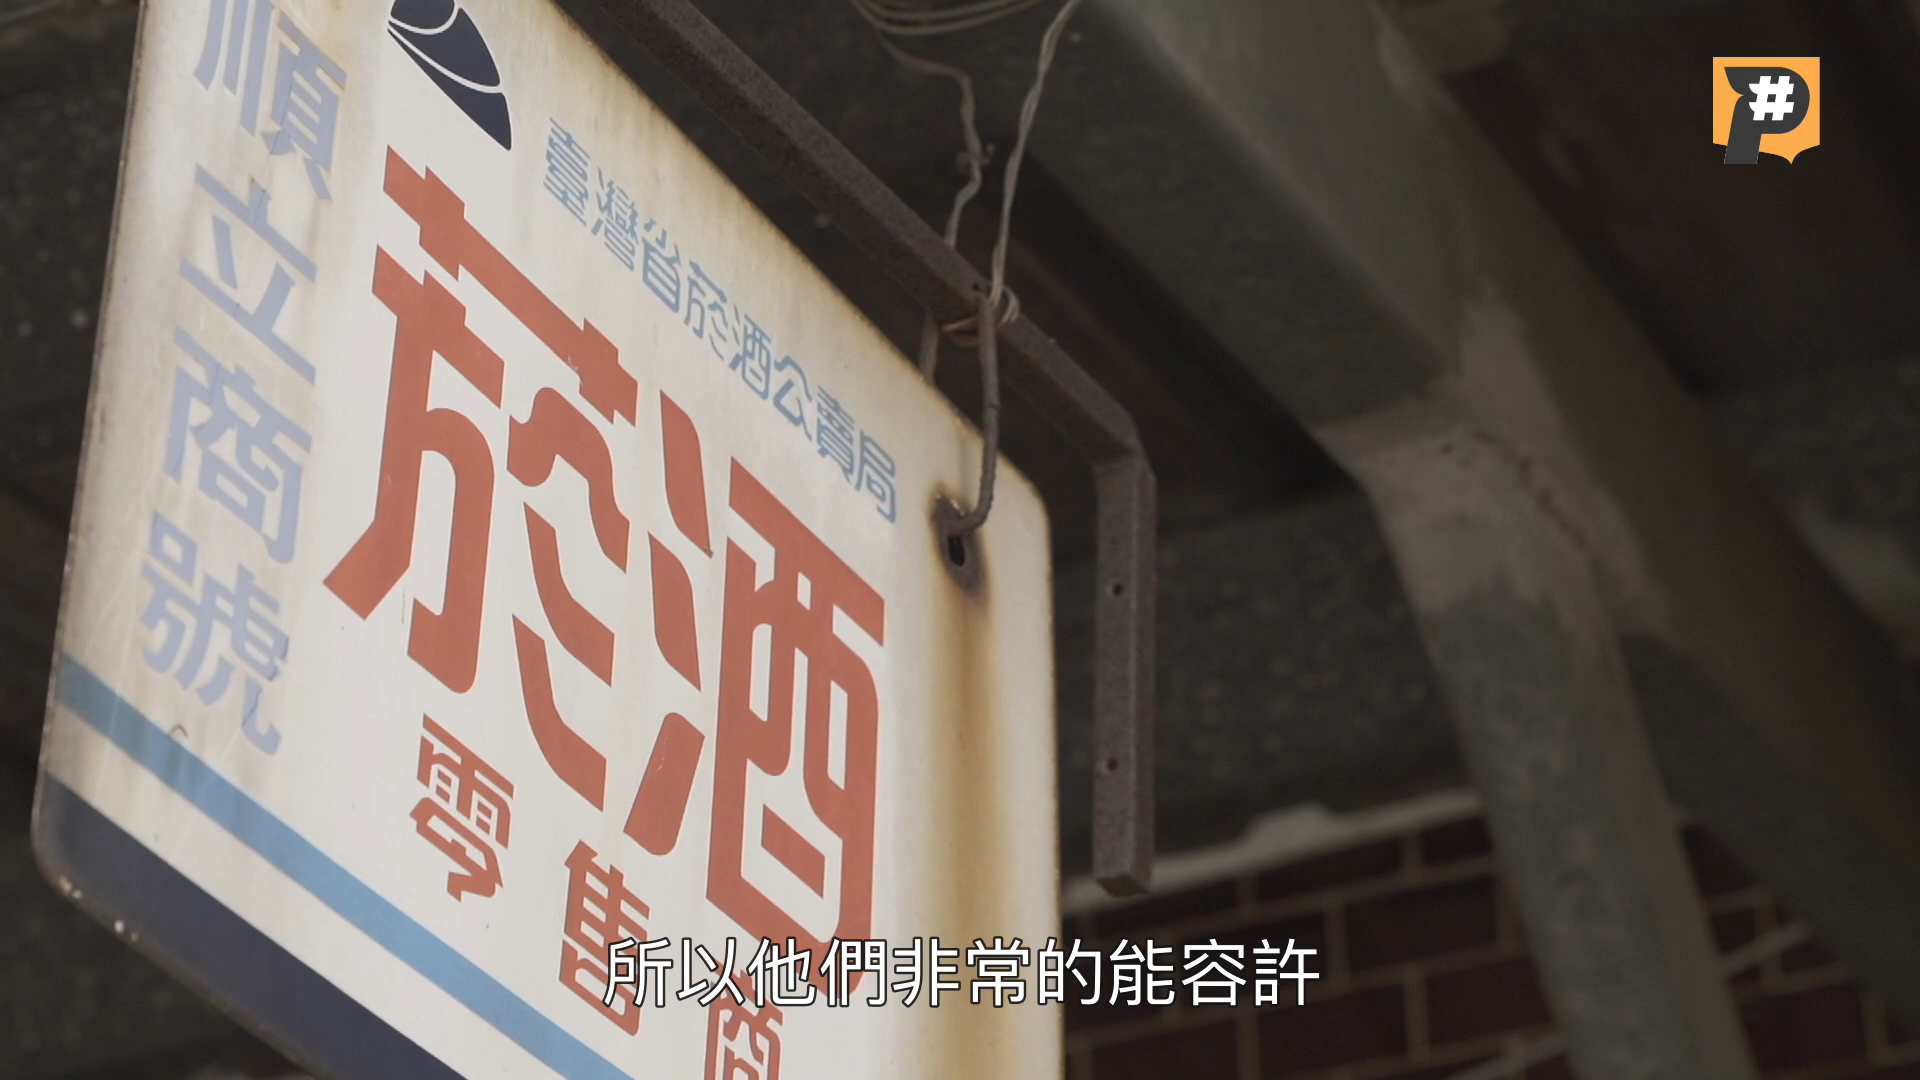 順立商號
臺灣省菸酒公賣局
菸酒
零售商
所以他們非常的能容許
P#